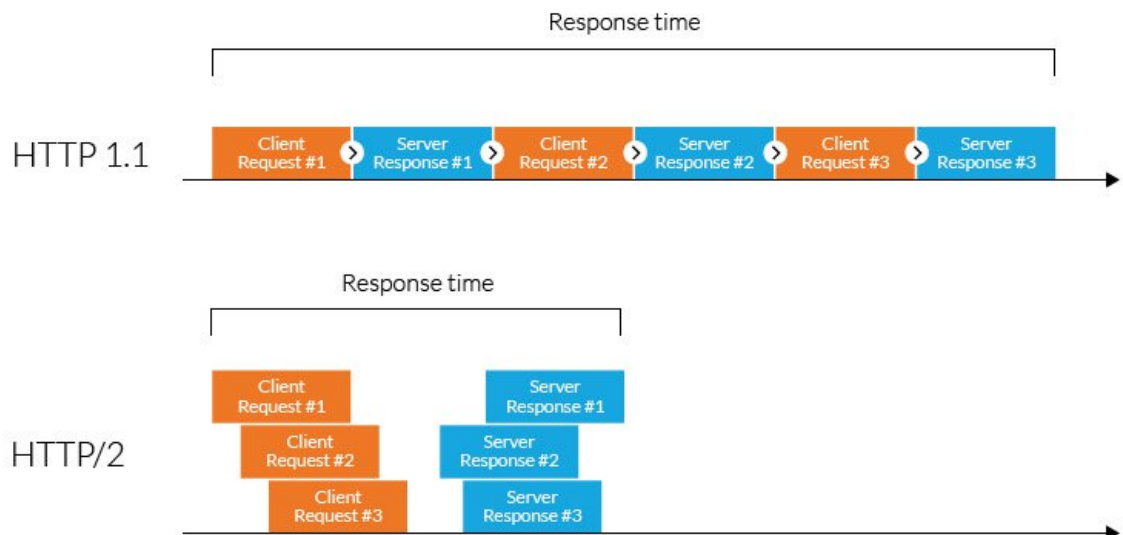 Response time
HTTP 1.1
Client
Request #1
Server
Response #1
Client
Request #2
Server
Response #2
Client
Request #3
Server
Response #3
Response time
HTTP/2
Client
Request #1
Server
Response #1
Client
Request #2
Server
Response #2
Client
Request #3
Server
Response #3